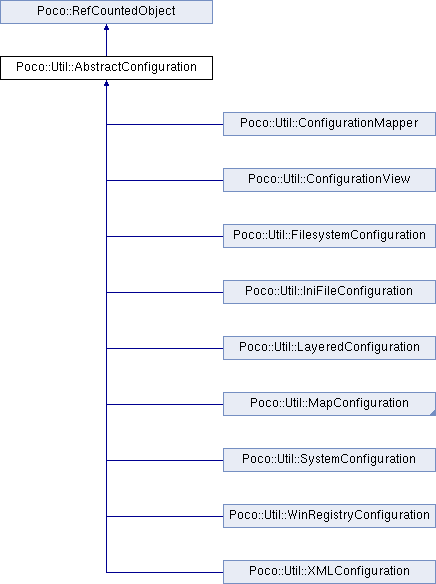 Poco::RefCountedObject
Poco::Util::AbstractConfiguration
Poco::Util::ConfigurationMapper
Poco::Util::ConfigurationView
Poco::Util::FilesystemConfiguration
Poco::Util::IniFileConfiguration
Poco::Util::LayeredConfiguration
Poco::Util::MapConfiguration
Poco::Util::SystemConfiguration
Poco::Util::WinRegistryConfiguration
Poco::Util::XMLConfiguration